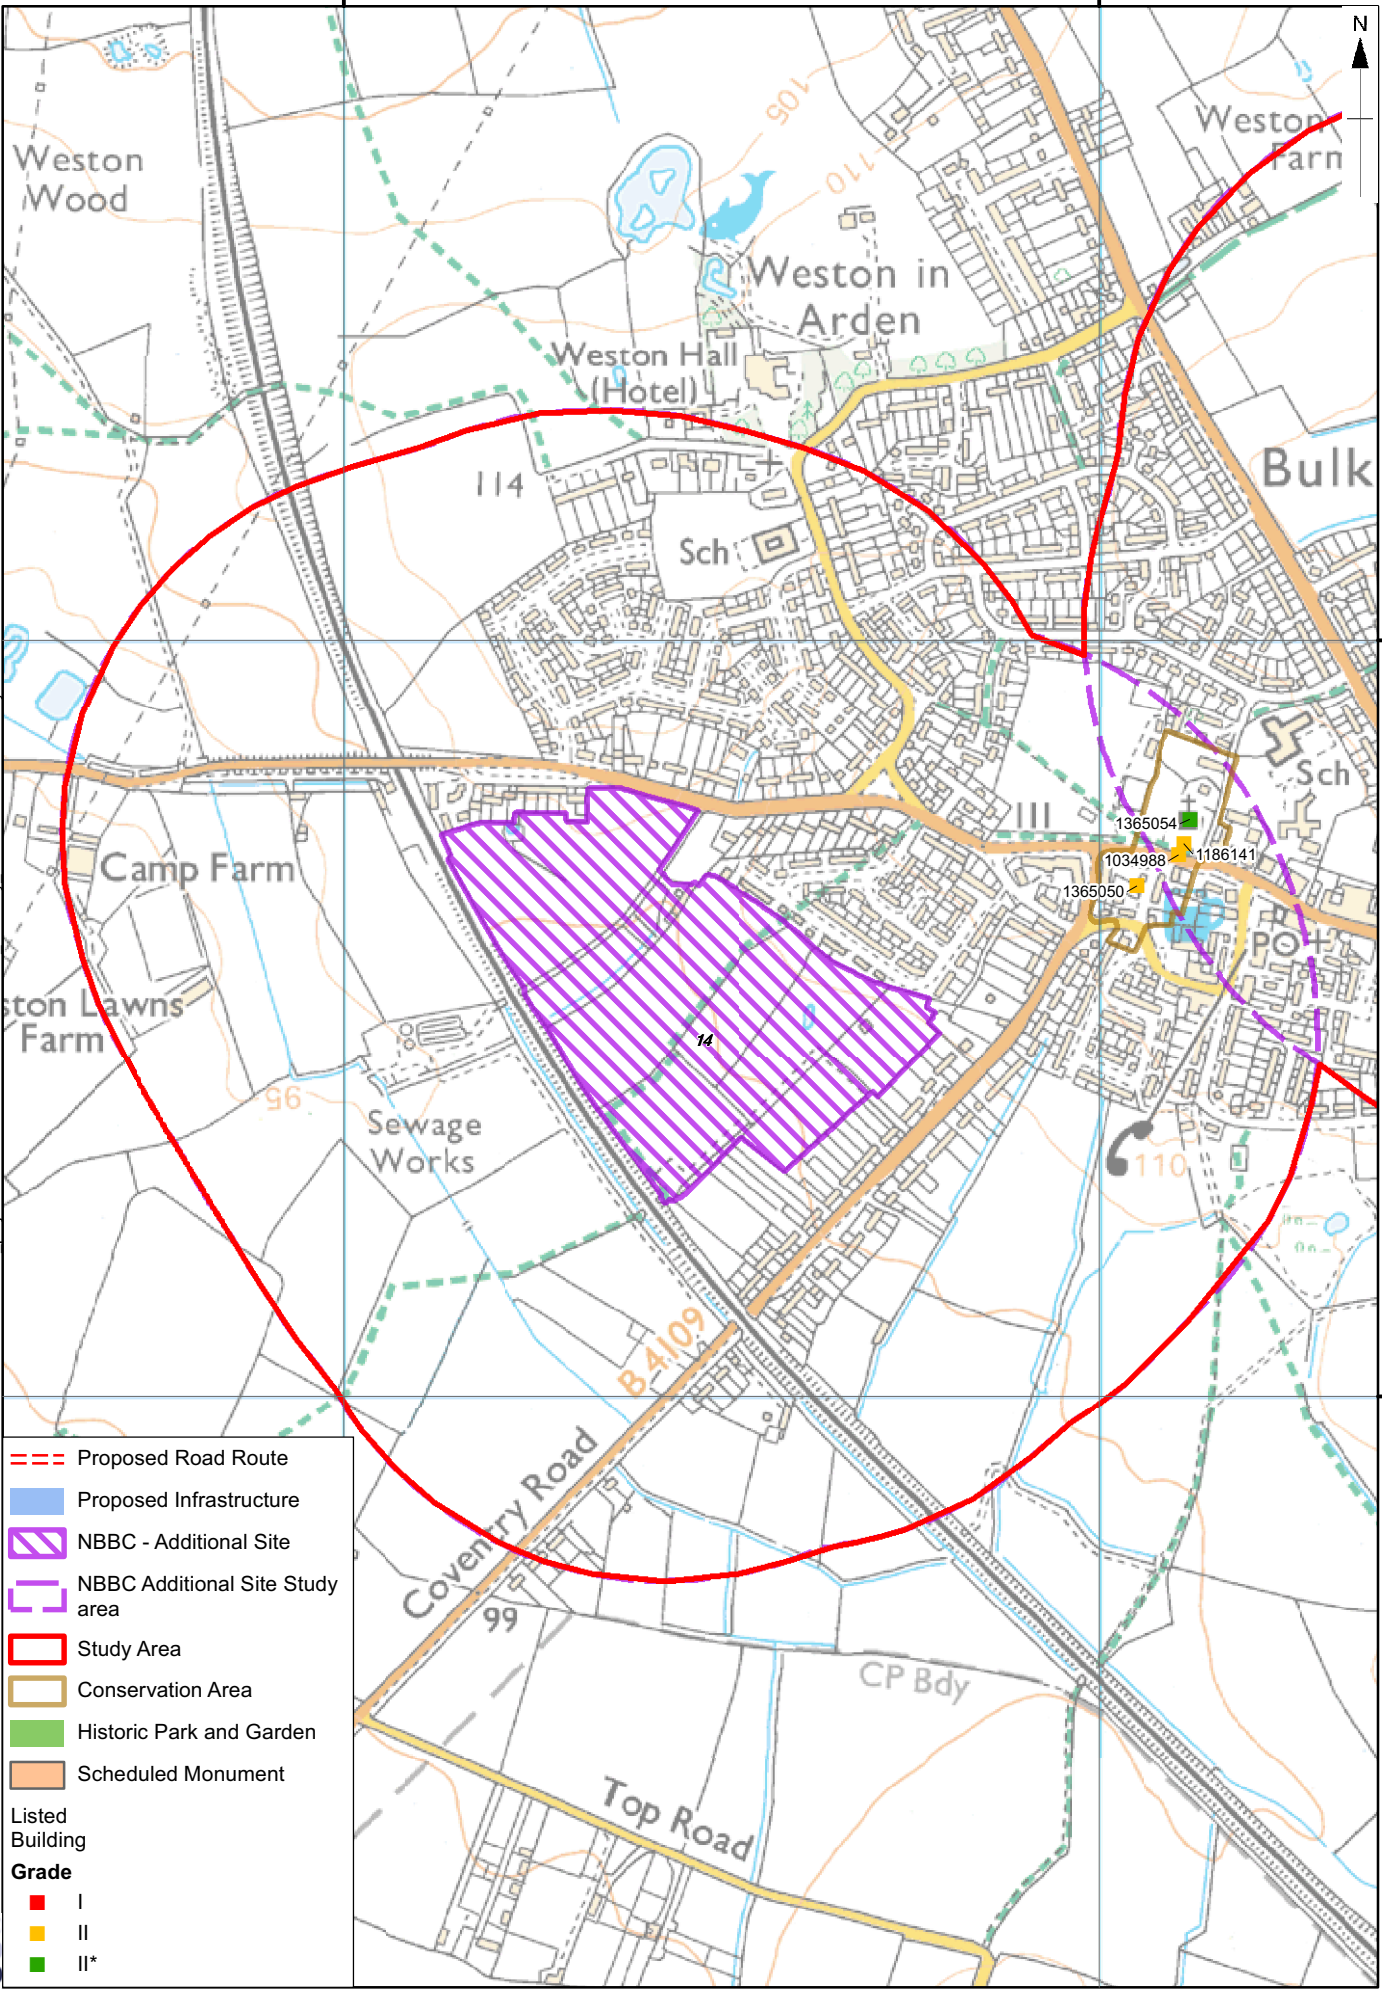 N
105
Weston
Farm
Weston
Wood
110
Weston in
Arden
Weston Hall
(Hotel)
Bulk
114
Sch
Sch
111
1365054
1186141
1034988
1365050
Camp Farm
PO
ston Lawns
Farm
14
95
Sewage
Works
110
B 4109
Coventry Road
99
CP Bdy
Top Road
Proposed Road Route
Proposed Infrastructure
NBBC - Additional Site
NBBC Additional Site Study
area
Study Area
Conservation Area
Historic Park and Garden
Scheduled Monument
Listed
Building
Grade
I
II
II*